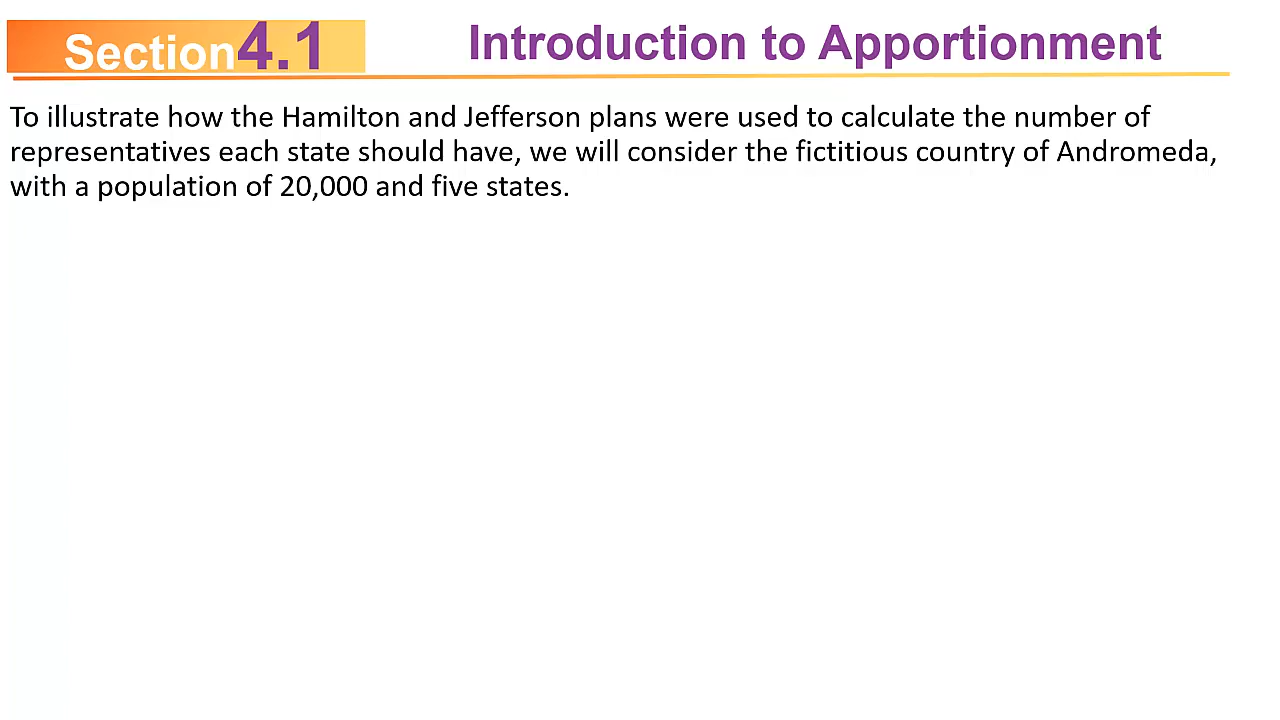 Section4.1 Introduction to Apportionment
To illustrate how the Hamilton and Jefferson plans were used to calculate the number of
representatives each state should have, we will consider the fictitious country of Andromeda,
with a population of 20,000 and five states.